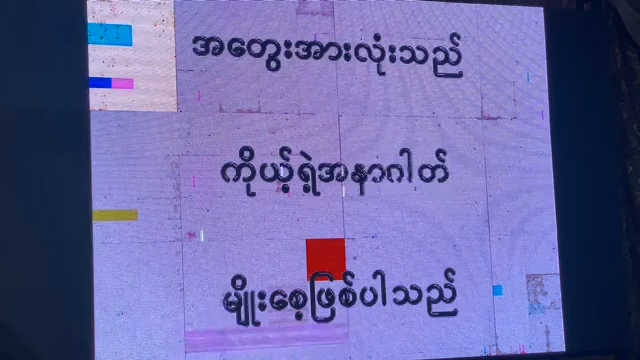 အတွေးအားလုံးသည်
ကိုယ့်ရဲ့အနာဂါတ်
မျိုးစေ့ဖြစ်ပါသည်